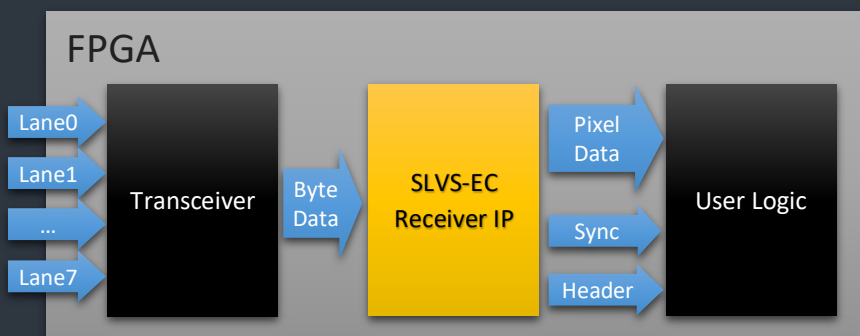 FPGA
Lane0
Lane1
...
Lane7
Transceiver
Byte
Data
SLVS-EC
Receiver IP
Pixel
Data
Sync
Header
User Logic